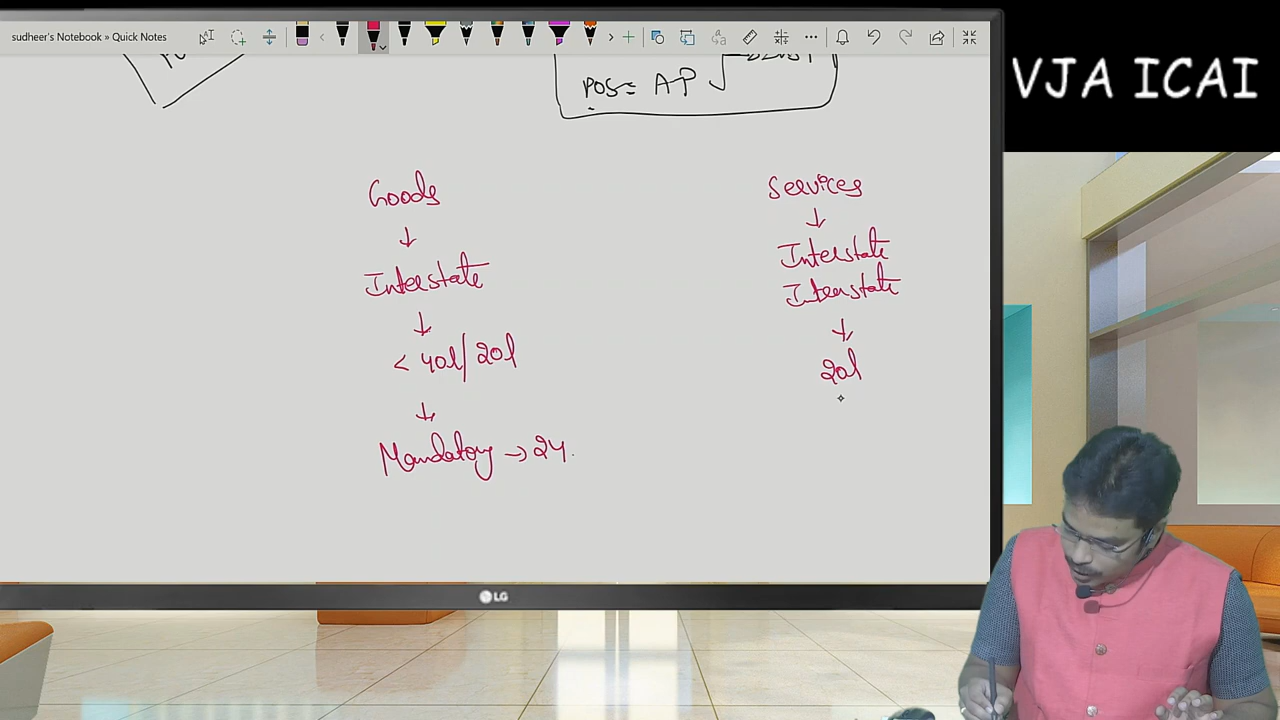 sudheer's Notebook » Quick Notes
VJA ICAI
POS = AP
Goods
↓
Interstate
↓
< 40l/20l
↓
Mandatory → 24.
Services
↓
Interstate
Intrastate
↓
20l
LG